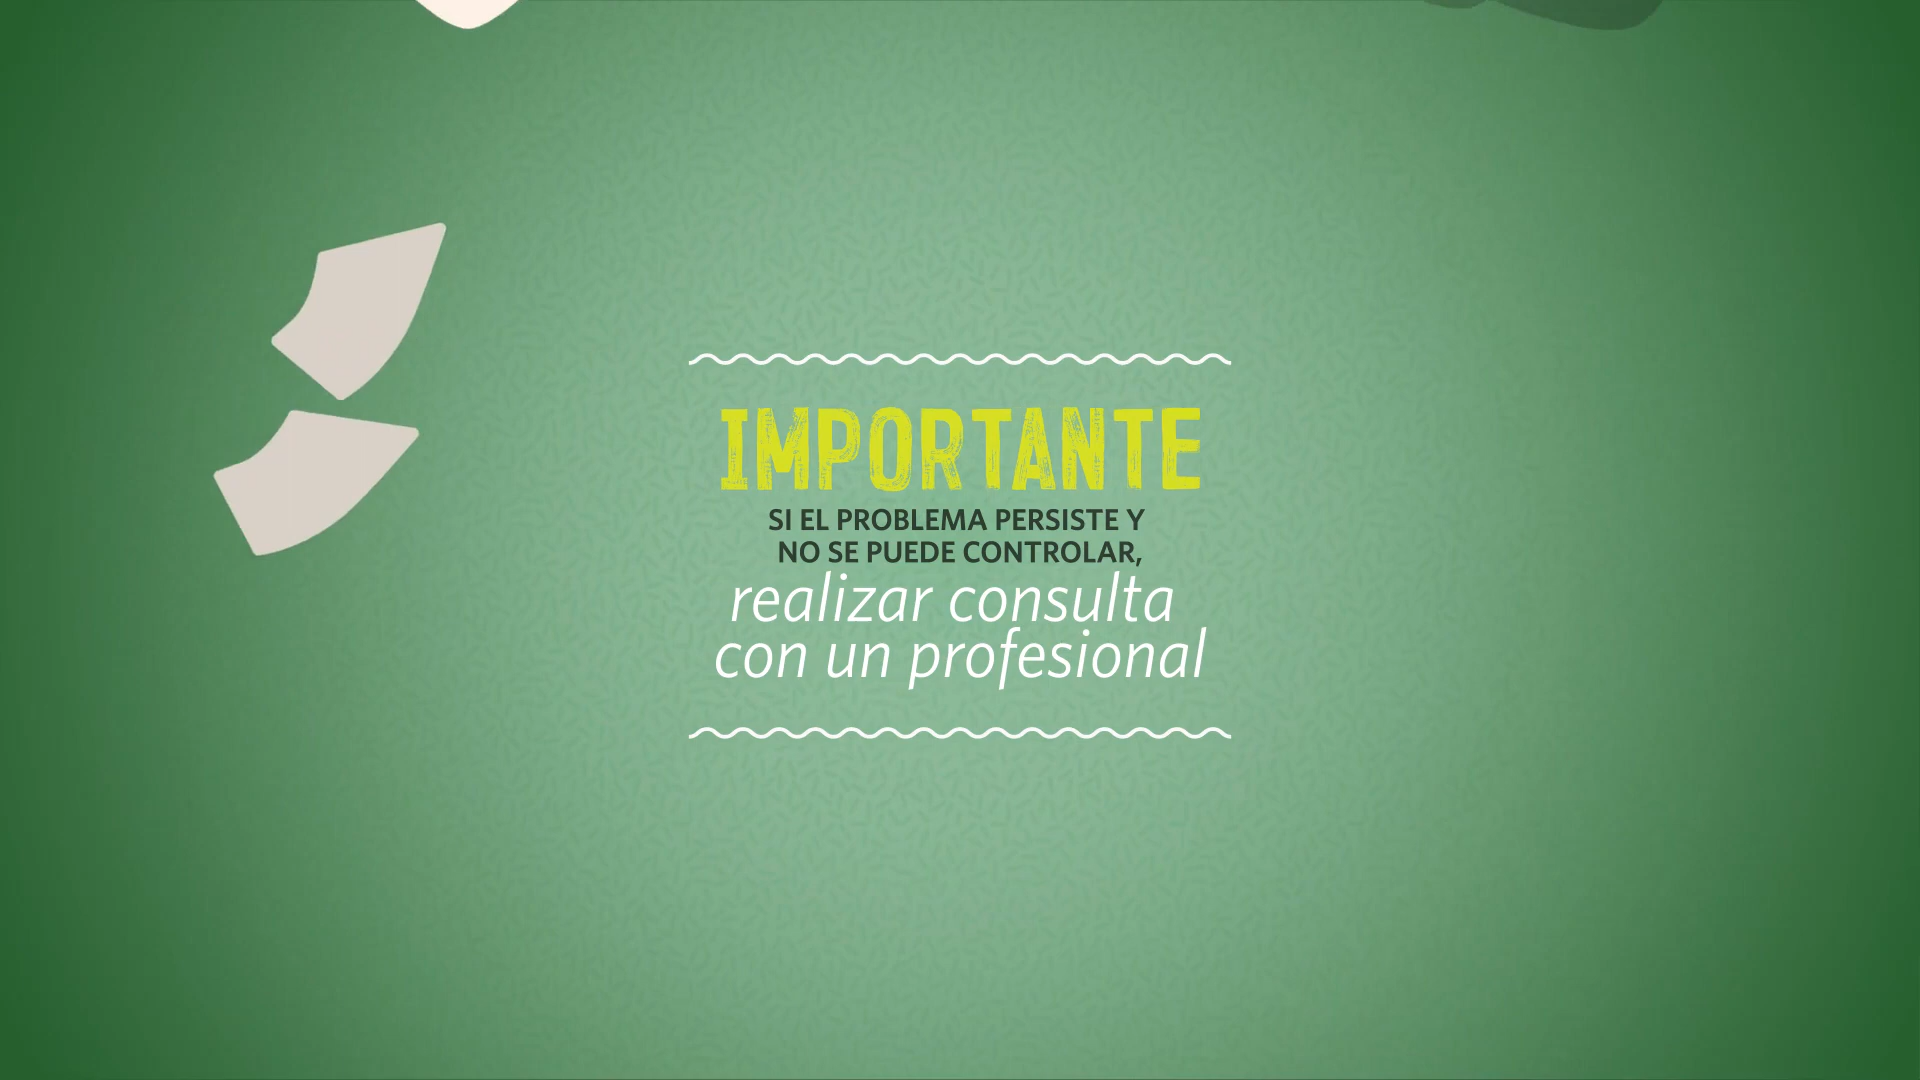 IMPORTANTE
SI EL PROBLEMA PERSISTE Y
NO SE PUEDE CONTROLAR,
realizar consulta
con un profesional